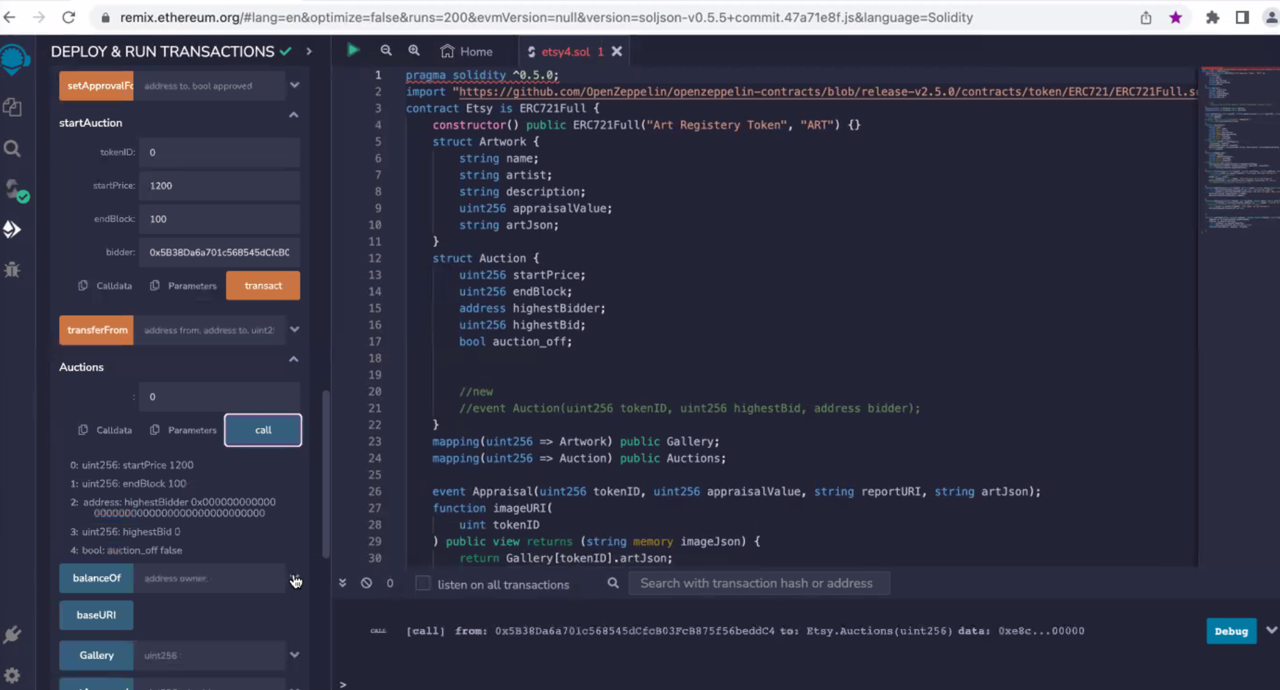 remix.ethereum.org/#lang=en&optimize=false&runs=200&evmVersion=null&version=soljson-v0.5.5+commit.47a71e8f.js&language=Solidity
DEPLOY & RUN TRANSACTIONS
Home
etsy4.sol 1
setApprovalFo
address to, bool approved
startAuction
tokenID:
0
startPrice:
1200
endBlock:
100
bidder:
0x5B38Da6a701c568545dCfcB0
Calldata
Parameters
transact
transferFrom
address from, address to, uint2
Auctions
:
0
Calldata
Parameters
call
0: uint256: startPrice 1200
1: uint256: endBlock 100
2: address: highestBidder 0x000000000000
0000000000000000000000000000
3: uint256: highestBid 0
4: bool: auction_off false
balanceOf
address owner
baseURI
Gallery
uint256
1 pragma solidity ^0.5.0;
2 import "https://github.com/OpenZeppelin/openzeppelin-contracts/blob/release-v2.5.0/contracts/token/ERC721/ERC721Full.so
3 contract Etsy is ERC721Full {
4 constructor() public ERC721Full("Art Registery Token", "ART") {}
5 struct Artwork {
6 string name;
7 string artist;
8 string description;
9 uint256 appraisalValue;
10 string artJson;
11 }
12 struct Auction {
13 uint256 startPrice;
14 uint256 endBlock;
15 address highestBidder;
16 uint256 highestBid;
17 bool auction_off;
18
19
20 //new
21 //event Auction(uint256 tokenID, uint256 highestBid, address bidder);
22 }
23 mapping(uint256 => Artwork) public Gallery;
24 mapping(uint256 => Auction) public Auctions;
25
26 event Appraisal(uint256 tokenID, uint256 appraisalValue, string reportURI, string artJson);
27 function imageURI(
28 uint tokenID
29 ) public view returns (string memory imageJson) {
30 return Gallery[tokenID].artJson;
0
listen on all transactions
Search with transaction hash or address
CALL [call] from: 0x5B38Da6a701c568545dCfcB03FcB875f56beddC4 to: Etsy.Auctions(uint256) data: 0xe8c...00000
Debug
>